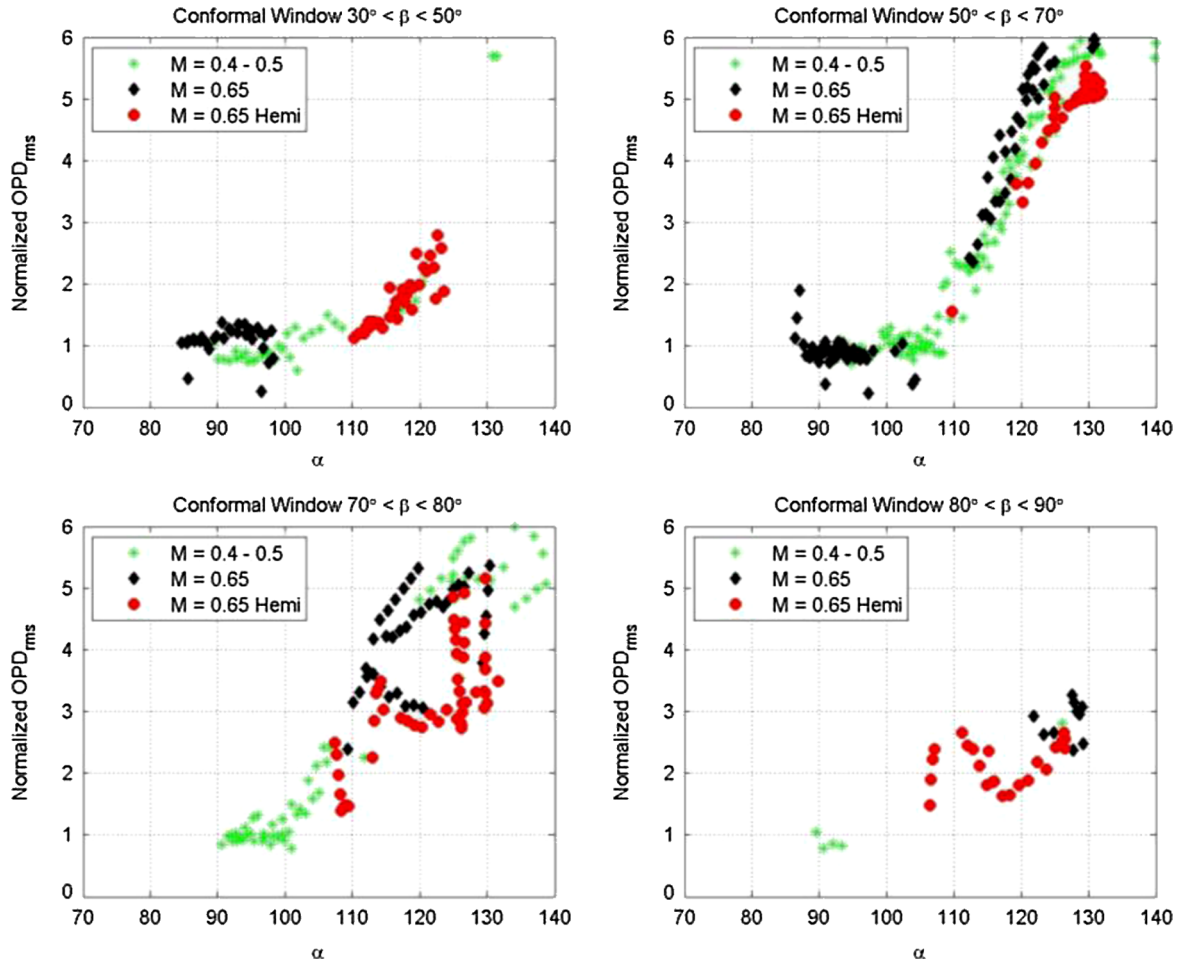 Conformal Window 30° < β < 50°
Normalized OPDrms
6
5
4
3
2
1
0
M = 0.4 - 0.5
M = 0.65
M = 0.65 Hemi
70 80 90 100 110 120 130 140
α
Conformal Window 50° < β < 70°
Normalized OPDrms
6
5
4
3
2
1
0
M = 0.4 - 0.5
M = 0.65
M = 0.65 Hemi
70 80 90 100 110 120 130 140
α
Conformal Window 70° < β < 80°
Normalized OPDrms
6
5
4
3
2
1
0
M = 0.4 - 0.5
M = 0.65
M = 0.65 Hemi
70 80 90 100 110 120 130 140
α
Conformal Window 80° < β < 90°
Normalized OPDrms
6
5
4
3
2
1
0
M = 0.4 - 0.5
M = 0.65
M = 0.65 Hemi
70 80 90 100 110 120 130 140
α